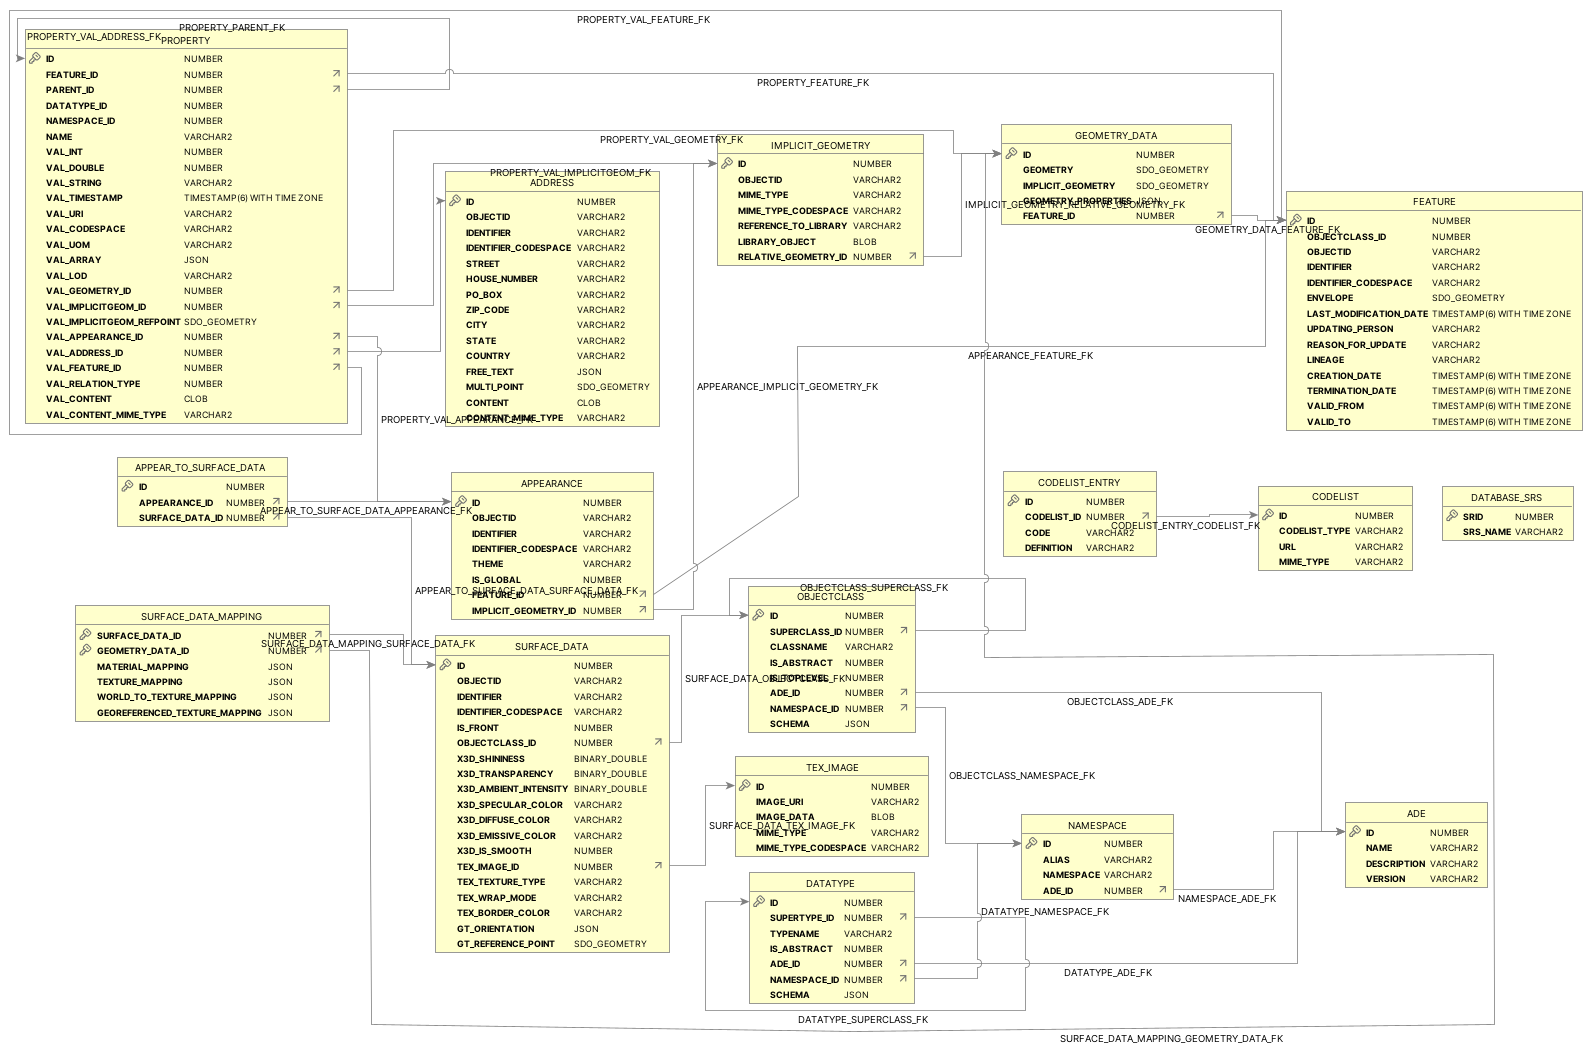 PROPERTY_VAL_FEATURE_FK
PROPERTY_PARENT_FK
PROPERTY_VAL_ADDRESS_FK
PROPERTY
ID NUMBER
FEATURE_ID NUMBER
PARENT_ID NUMBER
DATATYPE_ID NUMBER
NAMESPACE_ID NUMBER
NAME VARCHAR2
VAL_INT NUMBER
VAL_DOUBLE NUMBER
VAL_STRING VARCHAR2
VAL_TIMESTAMP TIMESTAMP(6) WITH TIME ZONE
VAL_URI VARCHAR2
VAL_CODESPACE VARCHAR2
VAL_UOM VARCHAR2
VAL_ARRAY JSON
VAL_LOD VARCHAR2
VAL_GEOMETRY_ID NUMBER
VAL_IMPLICITGEOM_ID NUMBER
VAL_IMPLICITGEOM_REFPOINT SDO_GEOMETRY
VAL_APPEARANCE_ID NUMBER
VAL_ADDRESS_ID NUMBER
VAL_FEATURE_ID NUMBER
VAL_RELATION_TYPE NUMBER
VAL_CONTENT CLOB
VAL_CONTENT_MIME_TYPE VARCHAR2
PROPERTY_FEATURE_FK
PROPERTY_VAL_GEOMETRY_FK
PROPERTY_VAL_IMPLICITGEOM_FK
ADDRESS
ID NUMBER
OBJECTID VARCHAR2
IDENTIFIER VARCHAR2
IDENTIFIER_CODESPACE VARCHAR2
STREET VARCHAR2
HOUSE_NUMBER VARCHAR2
PO_BOX VARCHAR2
ZIP_CODE VARCHAR2
CITY VARCHAR2
STATE VARCHAR2
COUNTRY VARCHAR2
FREE_TEXT JSON
MULTI_POINT SDO_GEOMETRY
CONTENT CLOB
CONTENT_MIME_TYPE VARCHAR2
PROPERTY_VAL_APPEARANCE_FK
IMPLICIT_GEOMETRY
ID NUMBER
OBJECTID VARCHAR2
MIME_TYPE VARCHAR2
MIME_TYPE_CODESPACE VARCHAR2
REFERENCE_TO_LIBRARY VARCHAR2
LIBRARY_OBJECT BLOB
RELATIVE_GEOMETRY_ID NUMBER
GEOMETRY_DATA
ID NUMBER
GEOMETRY SDO_GEOMETRY
IMPLICIT_GEOMETRY SDO_GEOMETRY
GEOMETRY_PROPERTIES JSON
IMPLICIT_GEOMETRY_RELATIVE_GEOMETRY_FK
FEATURE_ID NUMBER
GEOMETRY_DATA_FEATURE_FK
FEATURE
ID NUMBER
OBJECTCLASS_ID NUMBER
OBJECTID VARCHAR2
IDENTIFIER VARCHAR2
IDENTIFIER_CODESPACE VARCHAR2
ENVELOPE SDO_GEOMETRY
LAST_MODIFICATION_DATE TIMESTAMP(6) WITH TIME ZONE
UPDATING_PERSON VARCHAR2
REASON_FOR_UPDATE VARCHAR2
LINEAGE VARCHAR2
CREATION_DATE TIMESTAMP(6) WITH TIME ZONE
TERMINATION_DATE TIMESTAMP(6) WITH TIME ZONE
VALID_FROM TIMESTAMP(6) WITH TIME ZONE
VALID_TO TIMESTAMP(6) WITH TIME ZONE
APPEARANCE_FEATURE_FK
APPEARANCE_IMPLICIT_GEOMETRY_FK
APPEAR_TO_SURFACE_DATA
ID NUMBER
APPEARANCE_ID NUMBER
SURFACE_DATA_ID NUMBER
APPEAR_TO_SURFACE_DATA_APPEARANCE_FK
APPEARANCE
ID NUMBER
OBJECTID VARCHAR2
IDENTIFIER VARCHAR2
IDENTIFIER_CODESPACE VARCHAR2
THEME VARCHAR2
IS_GLOBAL NUMBER
APPEAR_TO_SURFACE_DATA_SURFACE_DATA_FK
FEATURE_ID NUMBER
IMPLICIT_GEOMETRY_ID NUMBER
CODELIST_ENTRY
ID NUMBER
CODELIST_ID NUMBER
CODE VARCHAR2
DEFINITION VARCHAR2
CODELIST_ENTRY_CODELIST_FK
CODELIST
ID NUMBER
CODELIST_TYPE VARCHAR2
URL VARCHAR2
MIME_TYPE VARCHAR2
DATABASE_SRS
SRID NUMBER
SRS_NAME VARCHAR2
SURFACE_DATA_MAPPING
SURFACE_DATA_ID NUMBER
GEOMETRY_DATA_ID NUMBER
MATERIAL_MAPPING JSON
TEXTURE_MAPPING JSON
WORLD_TO_TEXTURE_MAPPING JSON
GEOREFERENCED_TEXTURE_MAPPING JSON
SURFACE_DATA_MAPPING_SURFACE_DATA_FK
SURFACE_DATA
ID NUMBER
OBJECTID VARCHAR2
IDENTIFIER VARCHAR2
IDENTIFIER_CODESPACE VARCHAR2
IS_FRONT NUMBER
OBJECTCLASS_ID NUMBER
X3D_SHININESS BINARY_DOUBLE
X3D_TRANSPARENCY BINARY_DOUBLE
X3D_AMBIENT_INTENSITY BINARY_DOUBLE
X3D_SPECULAR_COLOR VARCHAR2
X3D_DIFFUSE_COLOR VARCHAR2
X3D_EMISSIVE_COLOR VARCHAR2
X3D_IS_SMOOTH NUMBER
TEX_IMAGE_ID NUMBER
TEX_TEXTURE_TYPE VARCHAR2
TEX_WRAP_MODE VARCHAR2
TEX_BORDER_COLOR VARCHAR2
GT_ORIENTATION JSON
GT_REFERENCE_POINT SDO_GEOMETRY
OBJECTCLASS_SUPERCLASS_FK
OBJECTCLASS
ID NUMBER
SUPERCLASS_ID NUMBER
CLASSNAME VARCHAR2
IS_ABSTRACT NUMBER
IS_TOPLEVEL NUMBER
SURFACE_DATA_OBJECTCLASS_FK
ADE_ID NUMBER
NAMESPACE_ID NUMBER
SCHEMA JSON
OBJECTCLASS_ADE_FK
OBJECTCLASS_NAMESPACE_FK
TEX_IMAGE
ID NUMBER
IMAGE_URI VARCHAR2
IMAGE_DATA BLOB
SURFACE_DATA_TEX_IMAGE_FK
MIME_TYPE VARCHAR2
MIME_TYPE_CODESPACE VARCHAR2
NAMESPACE
ID NUMBER
ALIAS VARCHAR2
NAMESPACE VARCHAR2
ADE_ID NUMBER
NAMESPACE_ADE_FK
ADE
ID NUMBER
NAME VARCHAR2
DESCRIPTION VARCHAR2
VERSION VARCHAR2
DATATYPE
ID NUMBER
SUPERTYPE_ID NUMBER
TYPENAME VARCHAR2
IS_ABSTRACT NUMBER
ADE_ID NUMBER
NAMESPACE_ID NUMBER
SCHEMA JSON
DATATYPE_NAMESPACE_FK
DATATYPE_ADE_FK
DATATYPE_SUPERCLASS_FK
SURFACE_DATA_MAPPING_GEOMETRY_DATA_FK